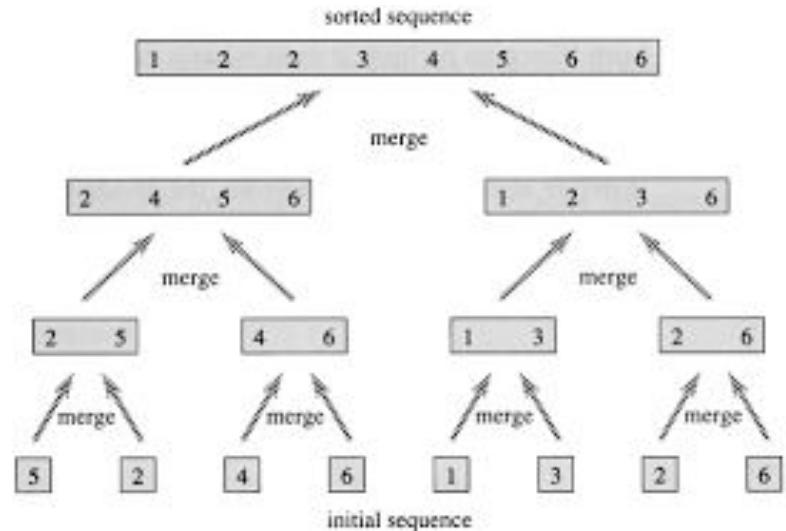 sorted sequence
1 2 2 3 4 5 6 6
merge
2 4 5 6
1 2 3 6
merge
merge
2 5
4 6
1 3
2 6
merge
merge
merge
merge
5
2
4
6
1
3
2
6
initial sequence